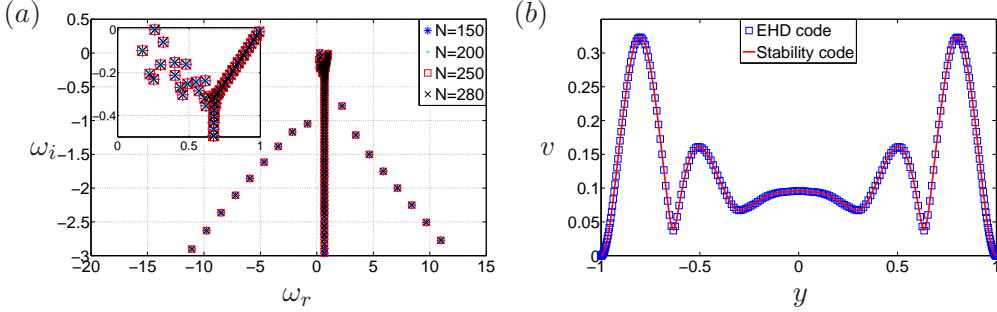 (a)
N=150
N=200
N=250
N=280
0.5
0
−0.5
−1
−1.5
−2
−2.5
−3
ωi
−20
−15
−10
−5
0
5
10
15
ωr
0
−0.2
−0.4
0
0.5
1
(b)
EHD code
Stability code
0.3
0.25
0.2
0.15
0.1
0.05
0
v
−1
−0.5
0
0.5
1
y